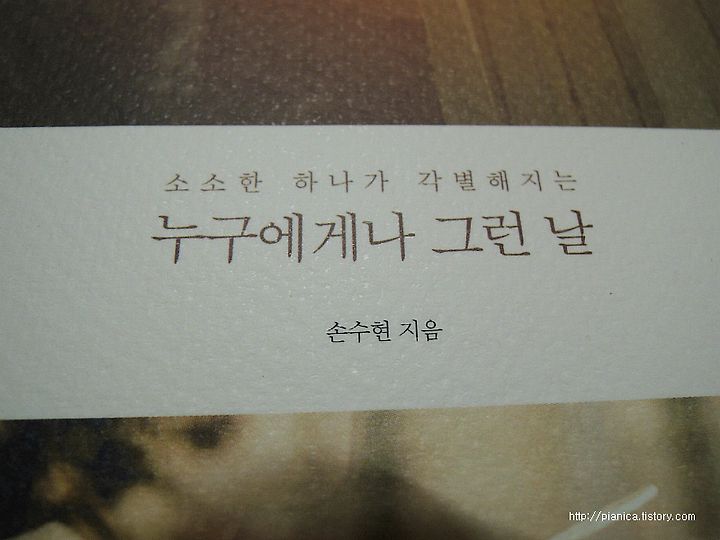 소소한 하나가 각별해지는
누구에게나 그런 날
손수현 지음
http://pianica.tistory.com